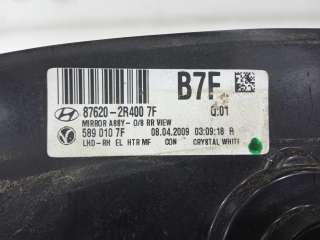 B7F
87620-2R400 7F
Q:01
MIRROR ASSY-O/S RR VIEW
589 010 7F
08.04.2009 03:09:18 R
LHD-RH EL HTR MF CON CRYSTAL WHITE